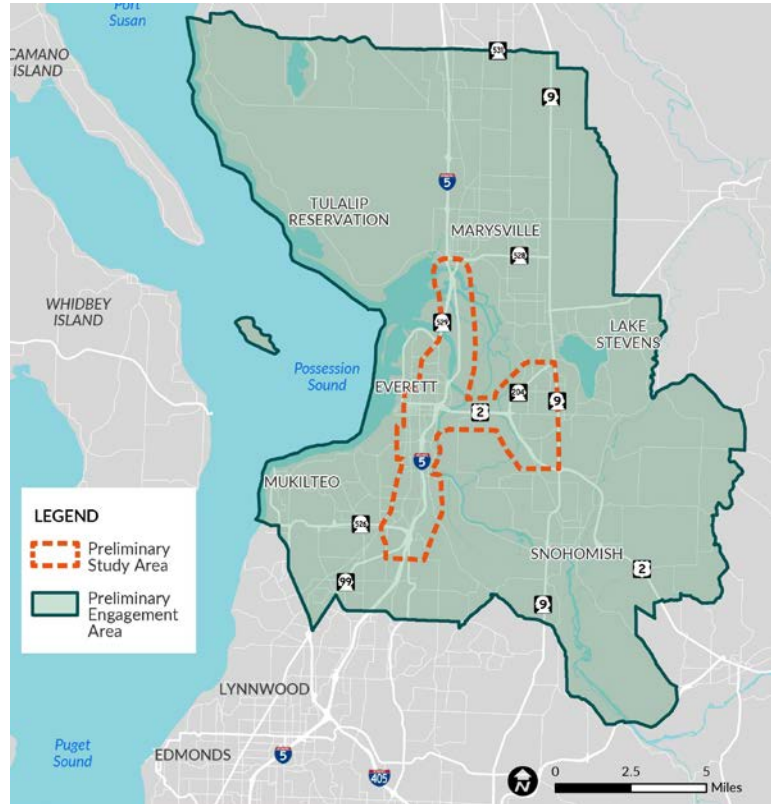 Port
Susan
CAMANO
ISLAND
531
9
5
TULALIP
RESERVATION
MARYSVILLE
528
WHIDBEY
ISLAND
529
LAKE
STEVENS
Possession
Sound
EVERETT
204
9
2
5
MUKILTEO
LEGEND
Preliminary
Study Area
Preliminary
Engagement
Area
526
SNOHOMISH
2
99
9
LYNNWOOD
Puget
Sound
EDMONDS
5
405
N
0 2.5 5
Miles